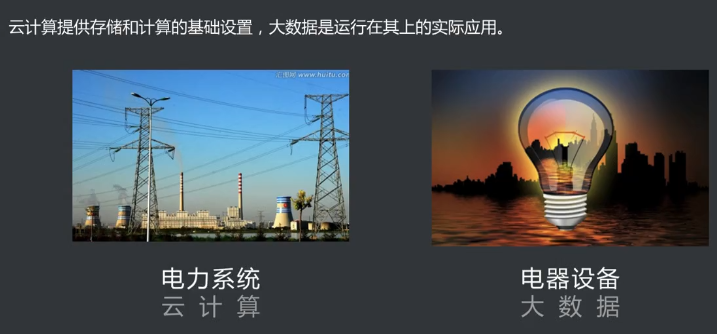 云计算提供存储和计算的基础设置，大数据是运行在其上的实际应用。
汇图网 www.huitu.com
电力系统
电器设备
云计算
大数据